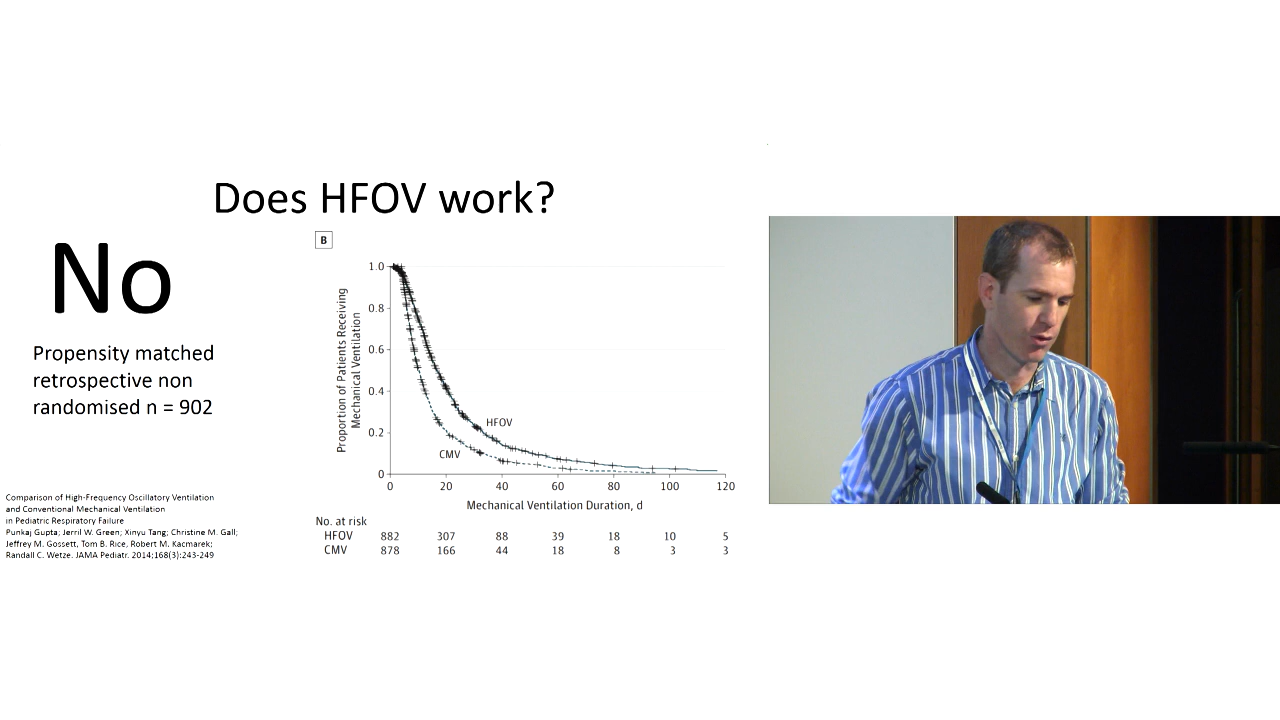 Does HFOV work?
No
Propensity matched
retrospective non
randomised n = 902
Comparison of High-Frequency Oscillatory Ventilation
and Conventional Mechanical Ventilation
in Pediatric Respiratory Failure
Punkaj Gupta; Jerril W. Green; Xinyu Tang; Christine M. Gall;
Jeffrey M. Gossett, Tom B. Rice, Robert M. Kacmarek;
Randall C. Wetze. JAMA Pediatr. 2014;168(3):243-249
B
Proportion of Patients Receiving
Mechanical Ventilation
1.0
0.8
0.6
0.4
0.2
0
HFOV
CMV
0 20 40 60 80 100 120
Mechanical Ventilation Duration, d
No. at risk
HFOV 882 307 88 39 18 10 5
CMV 878 166 44 18 8 3 3